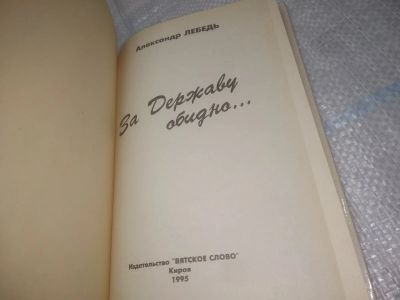 Александр ЛЕБЕДЬ
За Державу
обидно...
Издательство "ВЯТСКОЕ СЛОВО"
Киров
1995